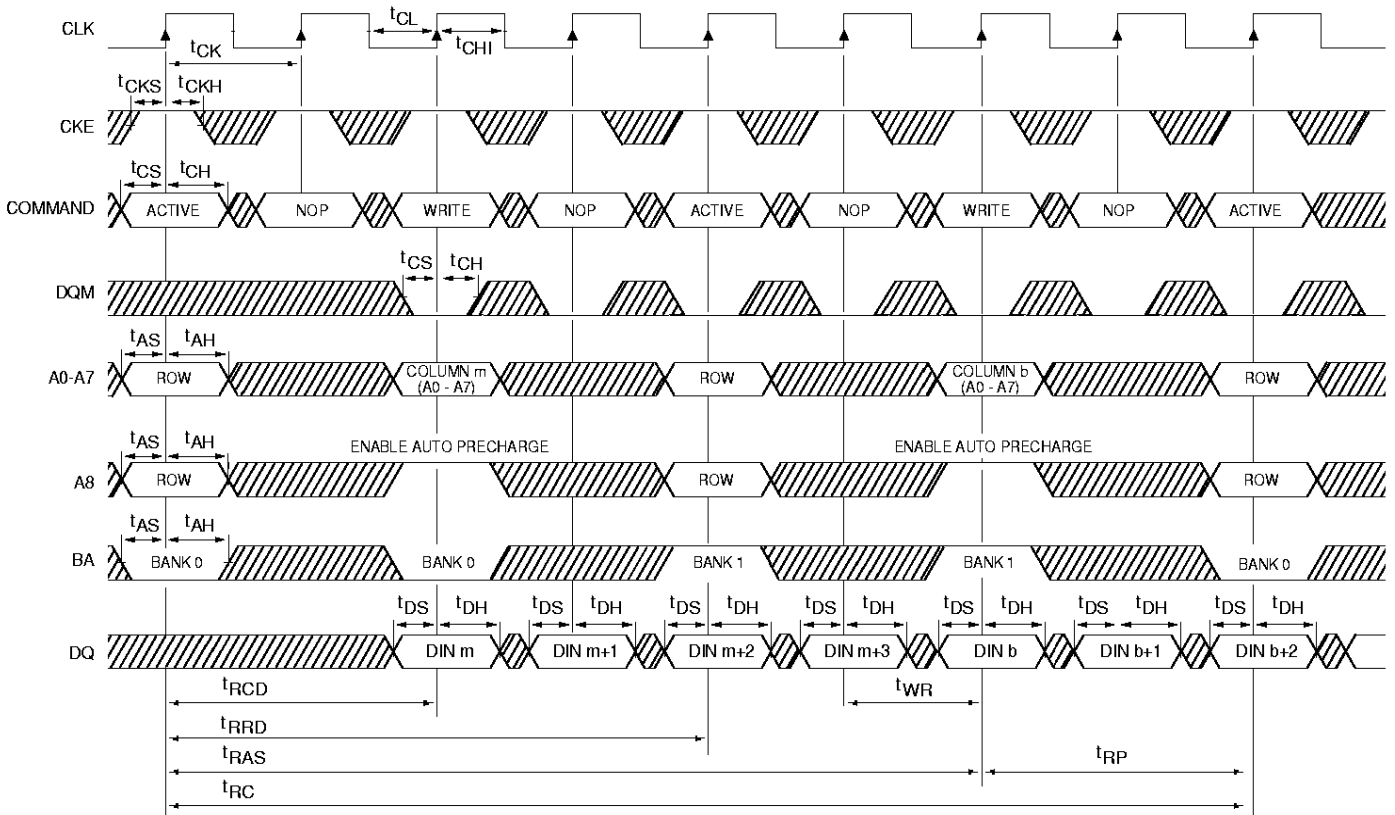 CLK
tCL
tCK
tCHI
tCKS tCKH
CKE
tCS tCH
COMMAND ACTIVE NOP WRITE NOP ACTIVE NOP WRITE NOP ACTIVE
tCS tCH
DQM
tAS tAH
A0-A7 ROW COLUMN m (A0 - A7) ROW COLUMN b (A0 - A7) ROW
tAS tAH ENABLE AUTO PRECHARGE ENABLE AUTO PRECHARGE
A8 ROW ROW ROW
tAS tAH
BA BANK 0 BANK 0 BANK 1 BANK 1 BANK 0
tDS tDH tDS tDH tDS tDH tDS tDH tDS tDH tDS tDH tDS tDH
DQ DIN m DIN m+1 DIN m+2 DIN m+3 DIN b DIN b+1 DIN b+2
tRCD tWR
tRRD
tRAS tRP
tRC